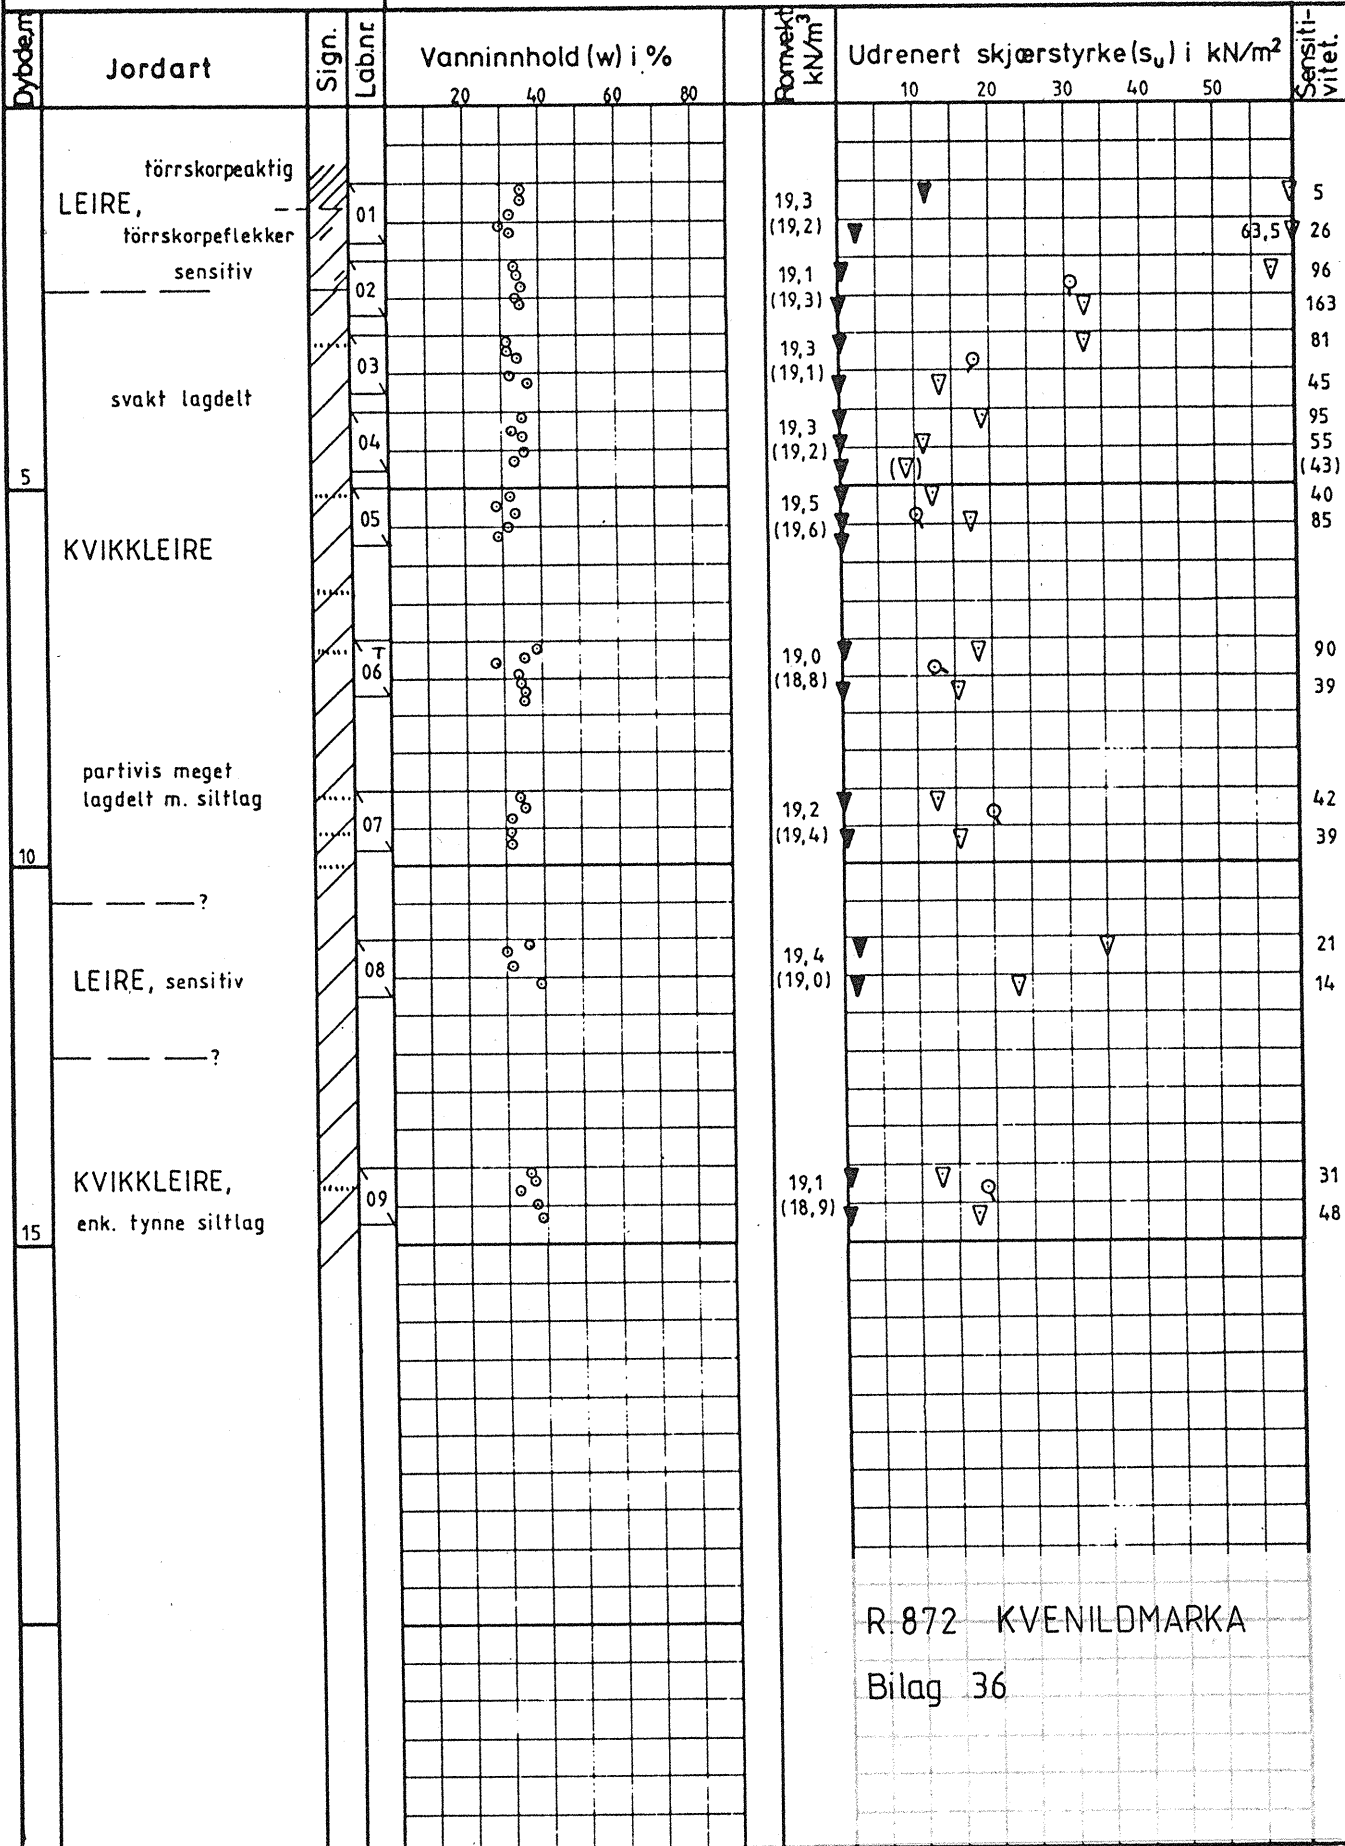 Dybde,m
Jordart
Sign.
Lab.nr.
Vanninnhold (w) i %
20 40 60 80
Romvekt kN/m³
Udrenert skjærstyrke (su) i kN/m²
10 20 30 40 50
Sensiti-
vitet.
törrskorpeaktig
LEIRE,
törrskorpeflekker
sensitiv
01
19,3
(19,2)
5
63,5
26
02
19,1
(19,3)
96
163
svakt lagdelt
03
19,3
(19,1)
81
45
04
19,3
(19,2)
95
55
( )
(43)
5
KVIKKLEIRE
05
19,5
(19,6)
40
85
T
06
19,0
(18,8)
90
39
partivis meget
lagdelt m. siltlag
07
19,2
(19,4)
42
39
10
?
LEIRE, sensitiv
08
19,4
(19,0)
21
14
?
KVIKKLEIRE,
enk. tynne siltlag
09
19,1
(18,9)
31
48
15
R.872 KVENILDMARKA
Bilag 36